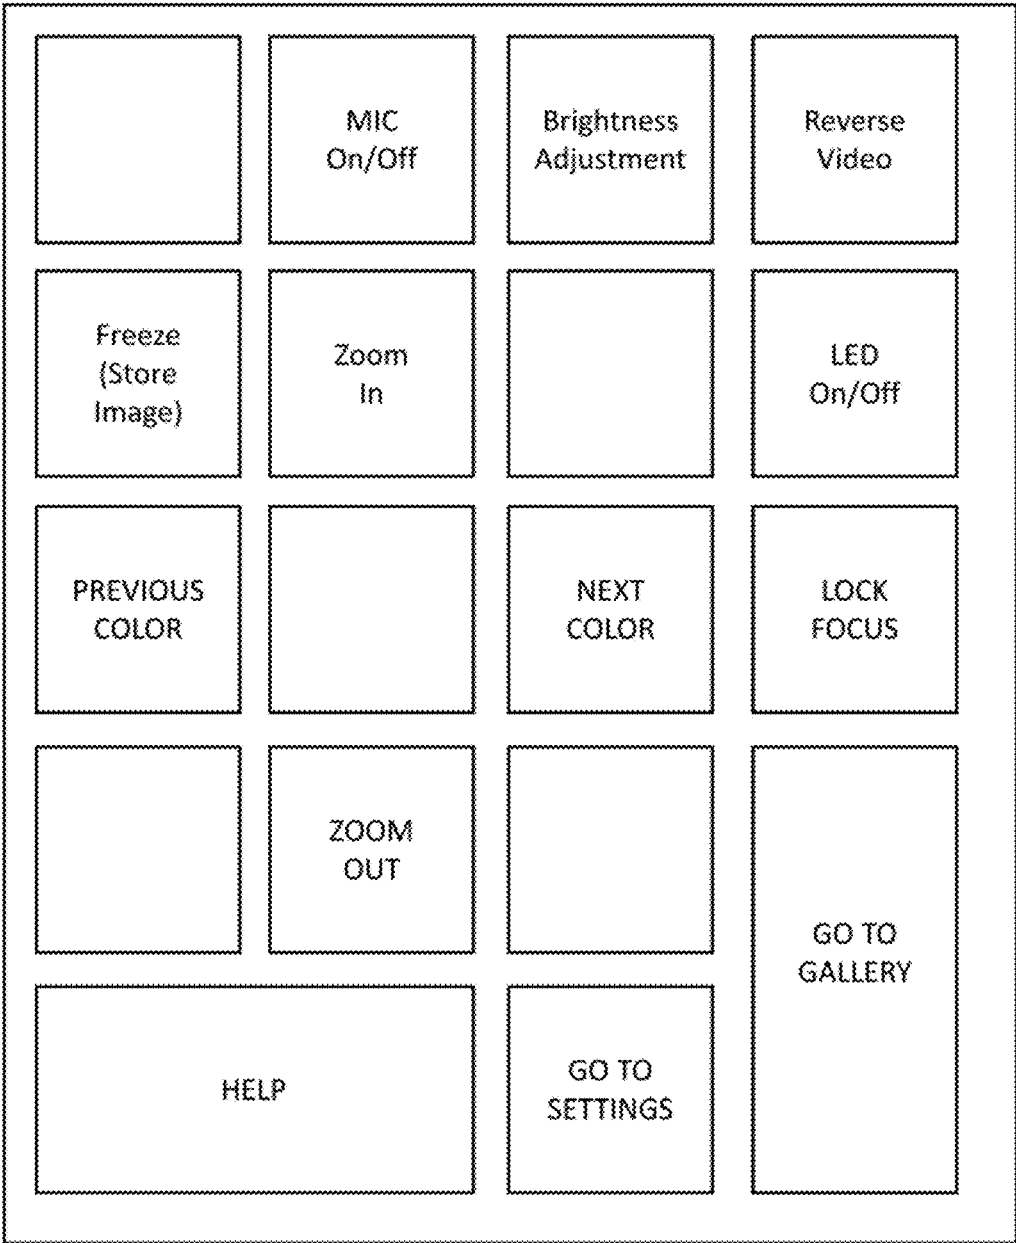 MIC
On/Off
Brightness
Adjustment
Reverse
Video
Freeze
(Store
Image)
Zoom
In
LED
On/Off
PREVIOUS
COLOR
NEXT
COLOR
LOCK
FOCUS
ZOOM
OUT
GO TO
GALLERY
HELP
GO TO
SETTINGS